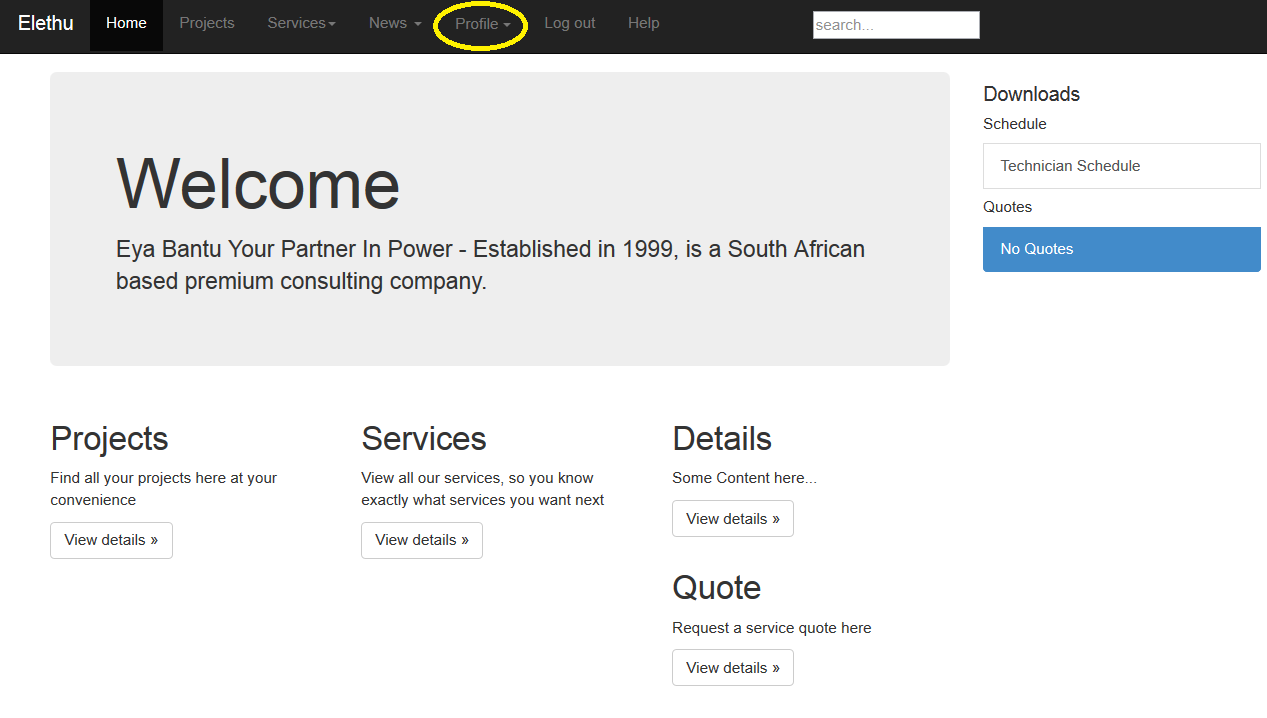 Elethu Home Projects Services News Profile Log out Help search...
Welcome
Eya Bantu Your Partner In Power - Established in 1999, is a South African
based premium consulting company.
Downloads
Schedule
Technician Schedule
Quotes
No Quotes
Projects
Find all your projects here at your
convenience
View details »
Services
View all our services, so you know
exactly what services you want next
View details »
Details
Some Content here...
View details »
Quote
Request a service quote here
View details »